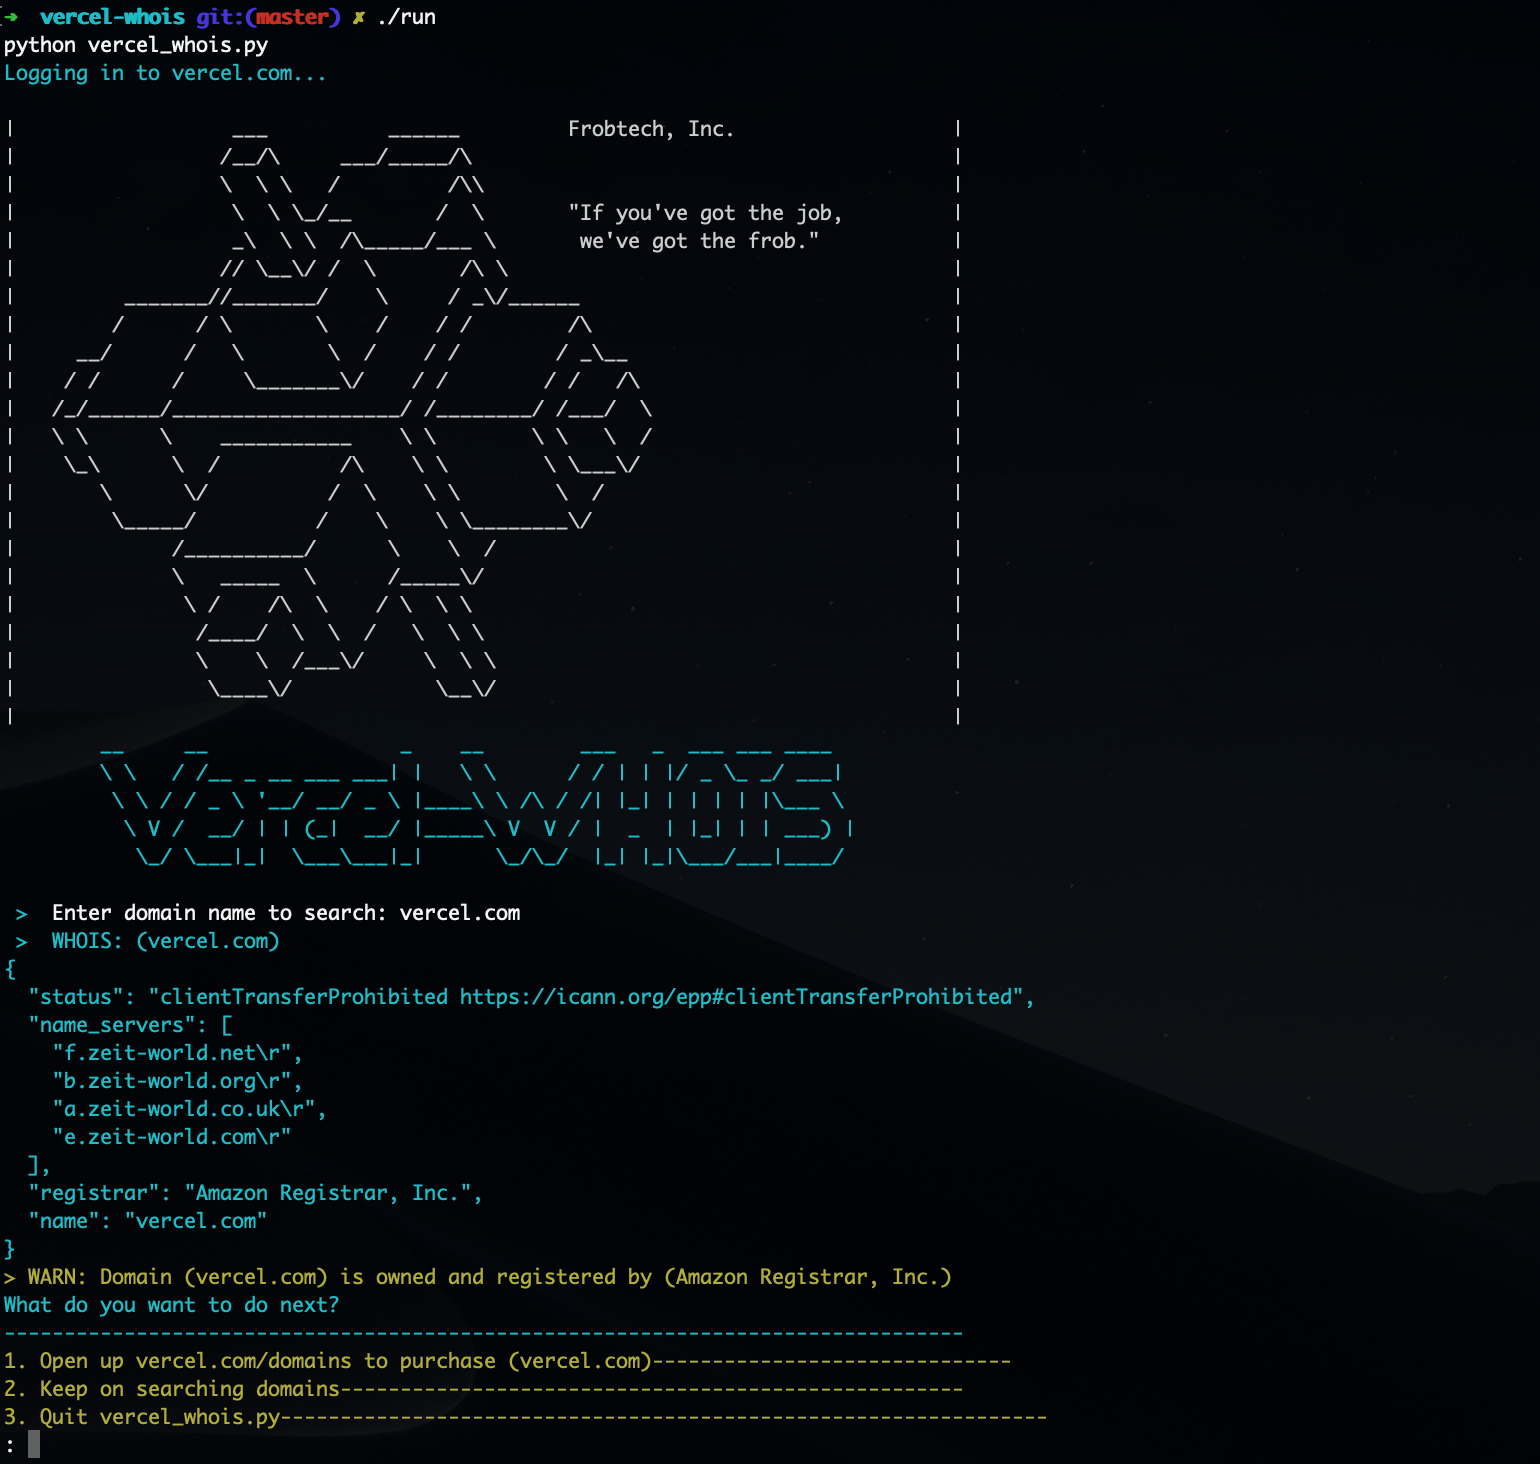 ➜  vercel-whois git:(master) ✗ ./run
python vercel_whois.py
Logging in to vercel.com...
Frobtech, Inc.
"If you've got the job,
we've got the frob."
Vercel-WHOIS
>  Enter domain name to search: vercel.com
>  WHOIS: (vercel.com)
{
  "status": "clientTransferProhibited https://icann.org/epp#clientTransferProhibited",
  "name_servers": [
    "f.zeit-world.net\r",
    "b.zeit-world.org\r",
    "a.zeit-world.co.uk\r",
    "e.zeit-world.com\r"
  ],
  "registrar": "Amazon Registrar, Inc.",
  "name": "vercel.com"
}
> WARN: Domain (vercel.com) is owned and registered by (Amazon Registrar, Inc.)
What do you want to do next?
--------------------------------------------------------------------------------
1. Open up vercel.com/domains to purchase (vercel.com)------------------------------
2. Keep on searching domains----------------------------------------------------
3. Quit vercel_whois.py----------------------------------------------------------------
: